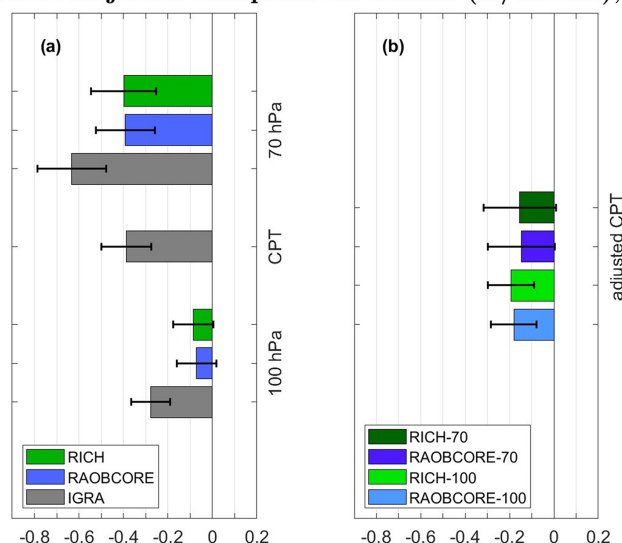 (a)
70 hPa
CPT
100 hPa
RICH
RAOBCORE
IGRA
-0.8 -0.6 -0.4 -0.2 0 0.2
(b)
adjusted CPT
RICH-70
RAOBCORE-70
RICH-100
RAOBCORE-100
-0.8 -0.6 -0.4 -0.2 0 0.2